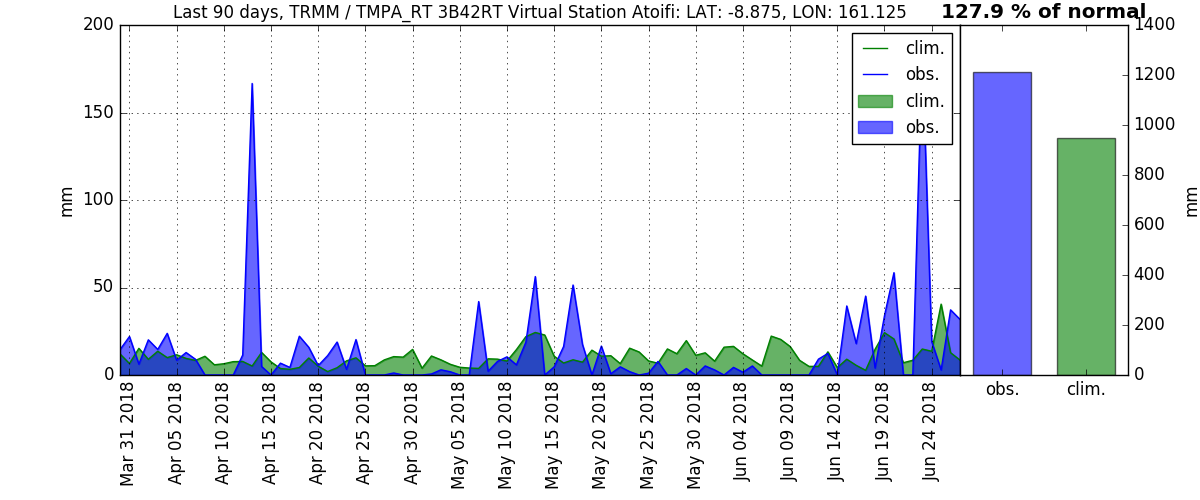 Last 90 days, TRMM / TMPA_RT 3B42RT Virtual Station Atoifi: LAT: -8.875, LON: 161.125
127.9 % of normal
200
150
100
50
0
mm
clim.
obs.
clim.
obs.
1400
1200
1000
800
600
400
200
0
mm
Mar 31 2018
Apr 05 2018
Apr 10 2018
Apr 15 2018
Apr 20 2018
Apr 25 2018
Apr 30 2018
May 05 2018
May 10 2018
May 15 2018
May 20 2018
May 25 2018
May 30 2018
Jun 04 2018
Jun 09 2018
Jun 14 2018
Jun 19 2018
Jun 24 2018
obs.
clim.